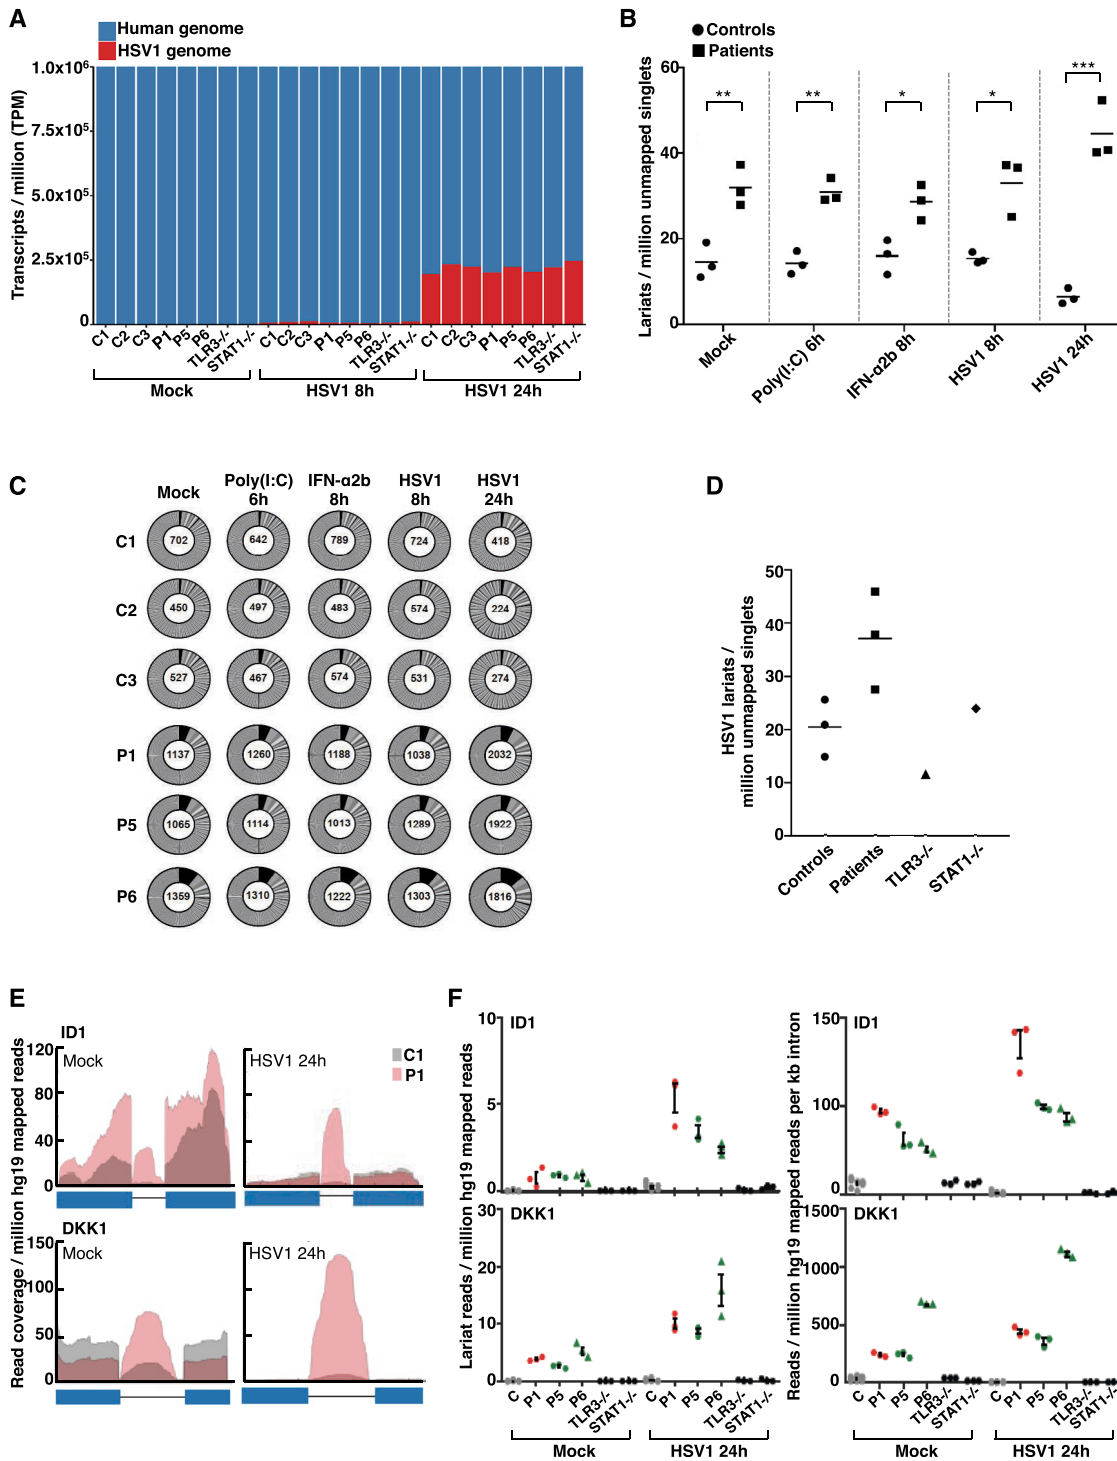 A
Human genome
HSV1 genome
Transcripts / million (TPM)
1.0x10⁶
7.5x10⁵
5.0x10⁵
2.5x10⁵
0
C1 C2 C3 P1 P5 P6 TLR3-/- STAT1-/-
C1 C2 C3 P1 P5 P6 TLR3-/- STAT1-/-
C1 C2 C3 P1 P5 P6 TLR3-/- STAT1-/-
Mock
HSV1 8h
HSV1 24h
B
Controls
Patients
Lariats / million unmapped singlets
60
40
20
0
** ** * * ***
Mock
Poly(I:C) 6h
IFN-α2b 8h
HSV1 8h
HSV1 24h
C
Mock
Poly(I:C) 6h
IFN-α2b 8h
HSV1 8h
HSV1 24h
C1 702 642 789 724 418
C2 450 497 483 574 224
C3 527 467 574 531 274
P1 1137 1260 1188 1038 2032
P5 1065 1114 1013 1289 1922
P6 1359 1310 1222 1303 1816
D
HSV1 lariats /
million unmapped singlets
50
40
30
20
10
0
Controls
Patients
TLR3-/-
STAT1-/-
E
Read coverage / million hg19 mapped reads
ID1
120
80
40
0
Mock
HSV1 24h
C1
P1
DKK1
150
100
50
0
Mock
HSV1 24h
F
Lariat reads / million hg19 mapped reads
10
5
0
ID1
30
20
10
0
DKK1
C P1 P5 P6 TLR3-/- STAT1-/-
C P1 P5 P6 TLR3-/- STAT1-/-
Mock
HSV1 24h
Reads / million hg19 mapped reads per kb intron
150
100
0
ID1
1500
1000
500
0
DKK1
C P1 P5 P6 TLR3-/- STAT1-/-
C P1 P5 P6 TLR3-/- STAT1-/-
Mock
HSV1 24h